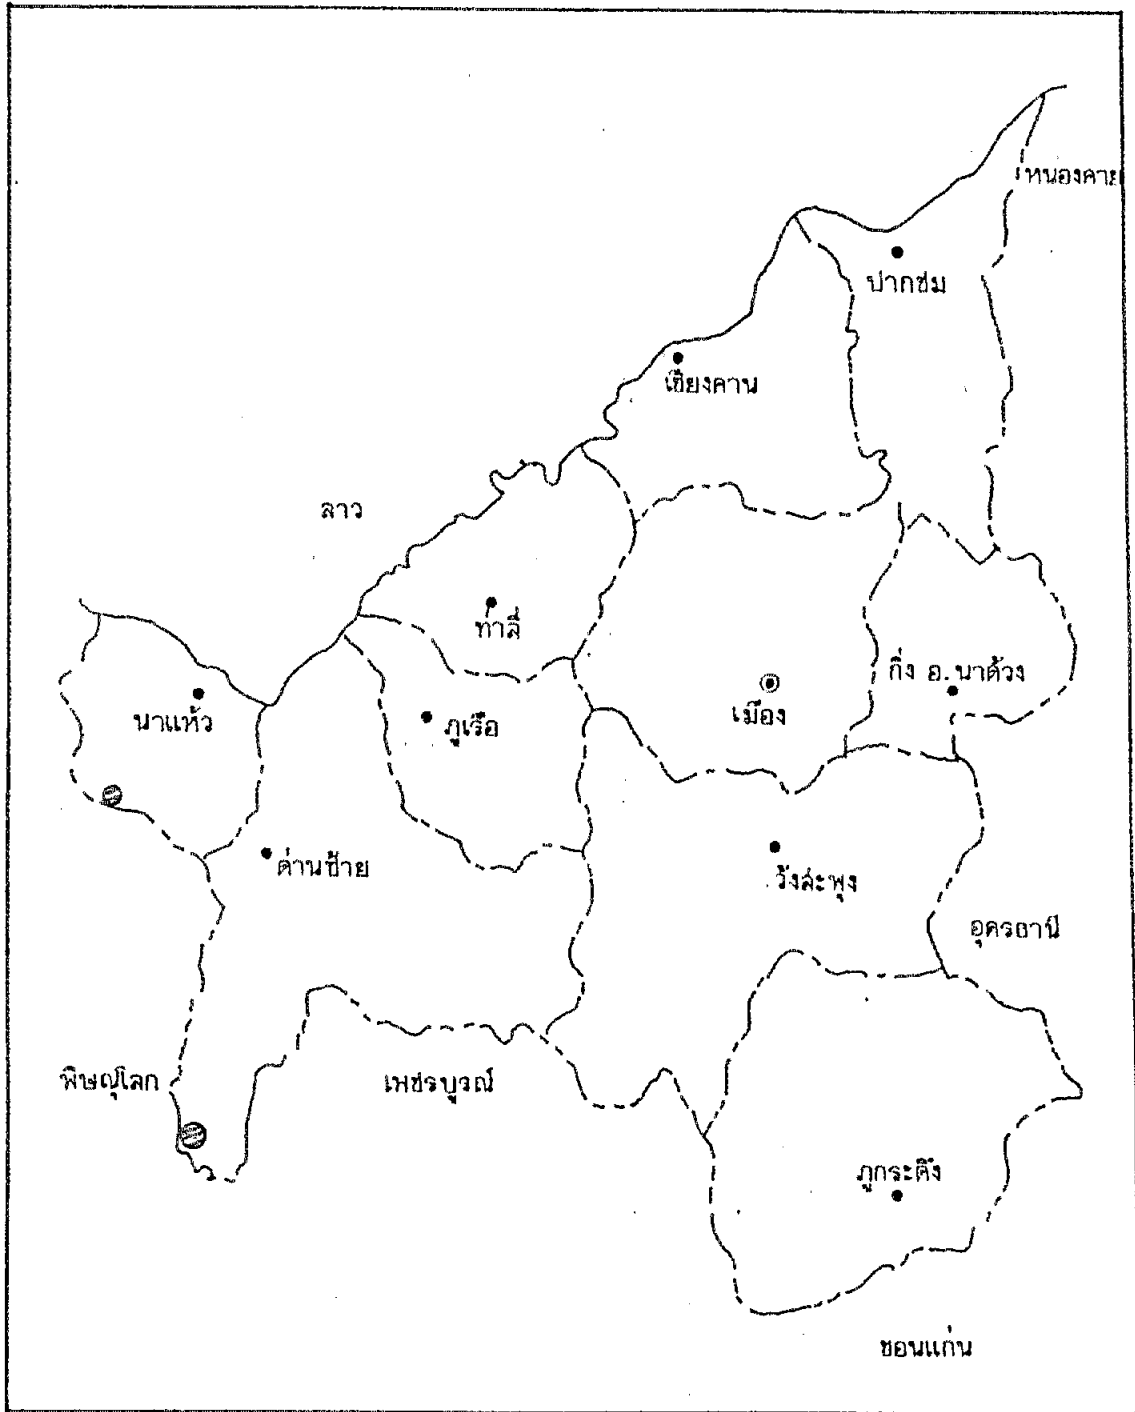 หนองคาย
ปากชม
เชียงคาน
ลาว
ท่าลี่
กิ่ง อ. นาด้วง
นาแห้ว
ภูเรือ
เมือง
ด่านซ้าย
วังสะพุง
อุดรธานี
พิษณุโลก
เพชรบูรณ์
ภูกระดึง
ขอนแก่น